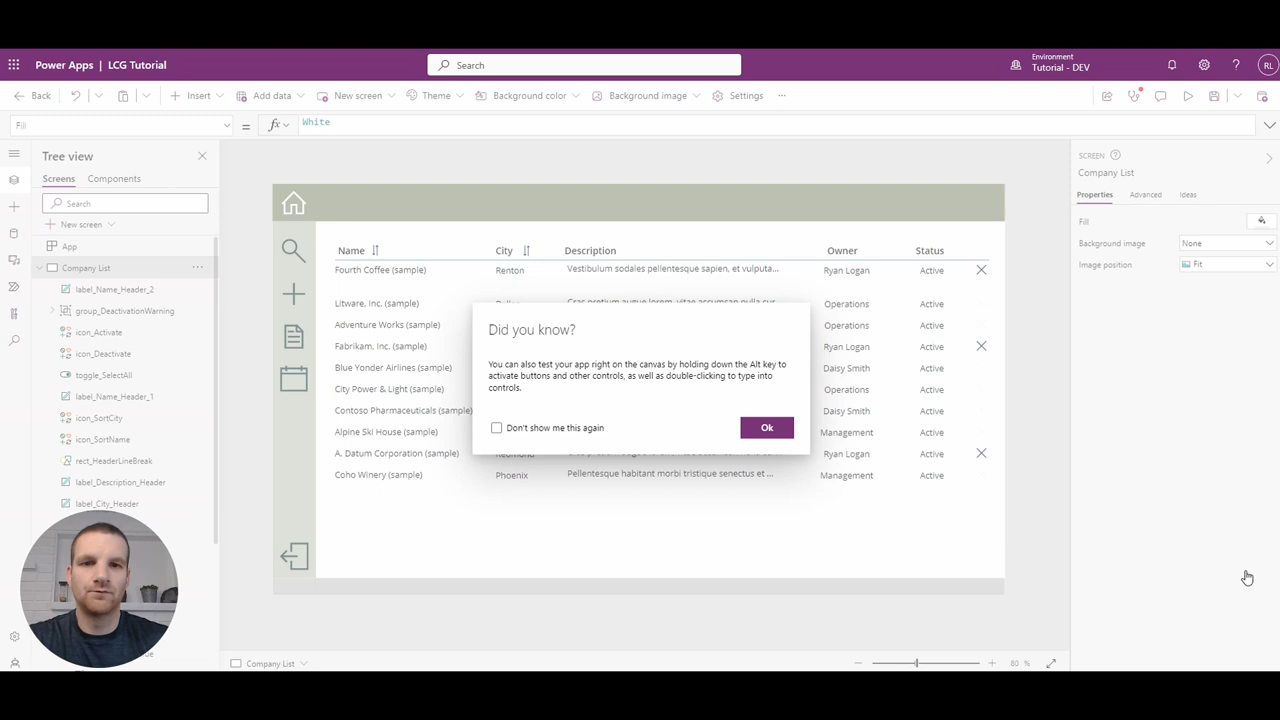 Power Apps | LCG Tutorial
Search
Environment
Tutorial - DEV
RL
Back
Insert
Add data
New screen
Theme
Background color
Background image
Settings
Fill
=
fx
White
Tree view
Screens
Components
Search
New screen
App
Company List
label_Name_Header_2
group_DeactivationWarning
icon_Activate
icon_Deactivate
toggle_SelectAll
label_Name_Header_1
icon_SortCity
icon_SortName
rect_HeaderLineBreak
label_Description_Header
label_City_Header
Name City Description Owner Status
Fourth Coffee (sample) Renton Vestibulum sodales pellentesque sapien, et vulputa... Ryan Logan Active
Litware, Inc. (sample) Operations Active
Adventure Works (sample) Operations Active
Fabrikam, Inc. (sample) Ryan Logan Active
Blue Yonder Airlines (sample) Daisy Smith Active
City Power & Light (sample) Operations Active
Contoso Pharmaceuticals (sample) Daisy Smith Active
Alpine Ski House (sample) Management Active
A. Datum Corporation (sample) Ryan Logan Active
Coho Winery (sample) Phoenix Pellentesque habitant morbi tristique senectus et ... Management Active
Did you know?
You can also test your app right on the canvas by holding down the Alt key to
activate buttons and other controls, as well as double-clicking to type into
controls.
Don't show me this again
Ok
SCREEN
Company List
Properties
Advanced
Ideas
Fill
Background image
None
Image position
Fit
Company List
80 %